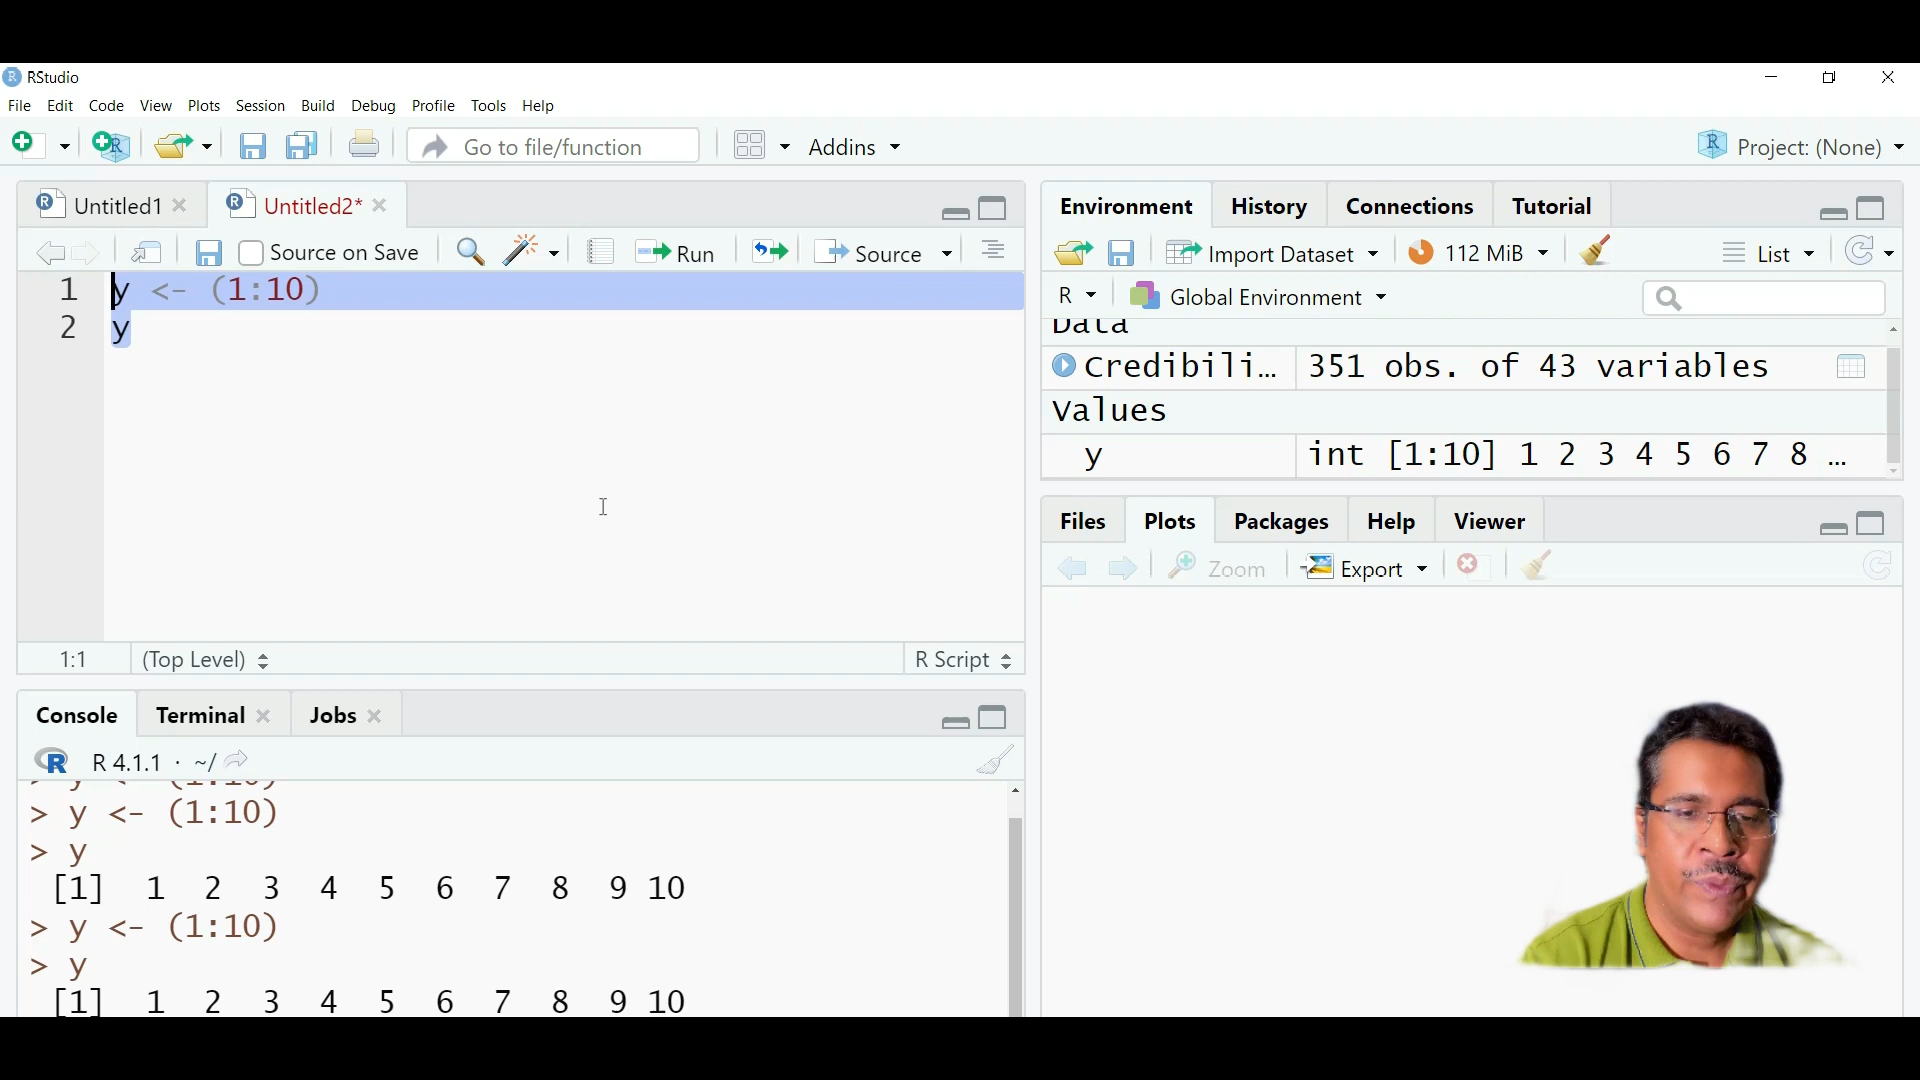 RStudio
File Edit Code View Plots Session Build Debug Profile Tools Help
Go to file/function Addins Project: (None)
Untitled1 Untitled2*
Source on Save Run Source
1 y <- (1:10)
2 y
1:1 (Top Level) R Script
Console Terminal Jobs
R 4.1.1 · ~/
> y <- (1:10)
> y <- (1:10)
> y
[1] 1 2 3 4 5 6 7 8 9 10
> y <- (1:10)
> y
[1] 1 2 3 4 5 6 7 8 9 10
Environment History Connections Tutorial
Import Dataset 112 MiB List
R Global Environment
Data
Credibili... 351 obs. of 43 variables
Values
y int [1:10] 1 2 3 4 5 6 7 8 ...
Files Plots Packages Help Viewer
Zoom Export